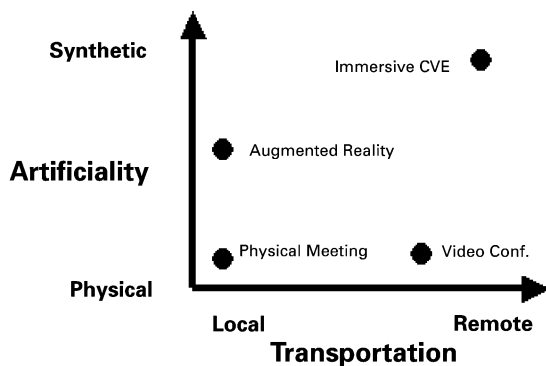 Synthetic
Immersive CVE
Augmented Reality
Artificiality
Physical Meeting
Video Conf.
Physical
Local
Remote
Transportation